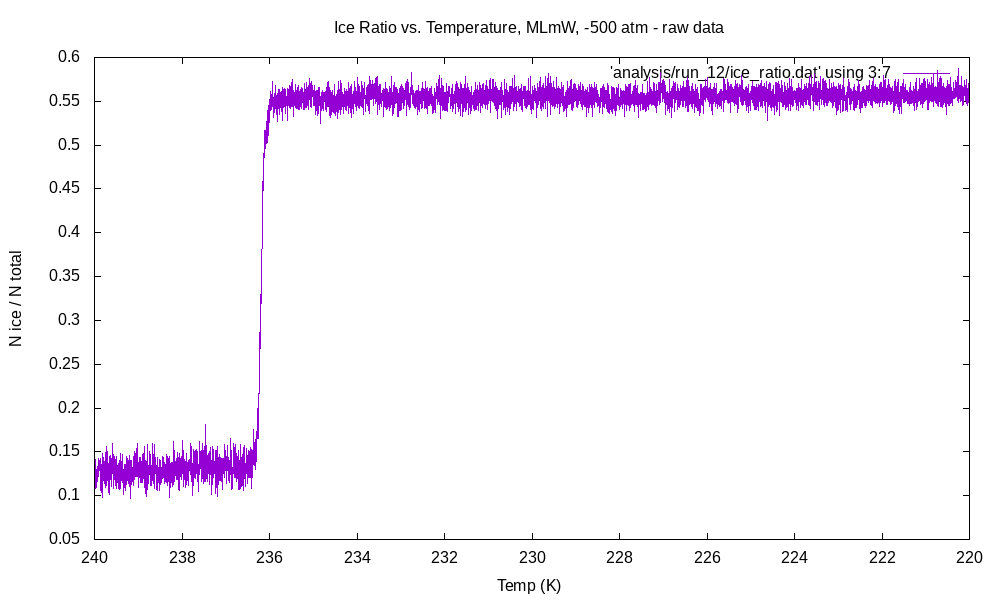 Ice Ratio vs. Temperature, MLmW, -500 atm - raw data
'analysis/run_12/ice_ratio.dat' using 3:7
0.6
0.55
0.5
0.45
0.4
0.35
0.3
0.25
0.2
0.15
0.1
0.05
N ice / N total
240 238 236 234 232 230 228 226 224 222 220
Temp (K)